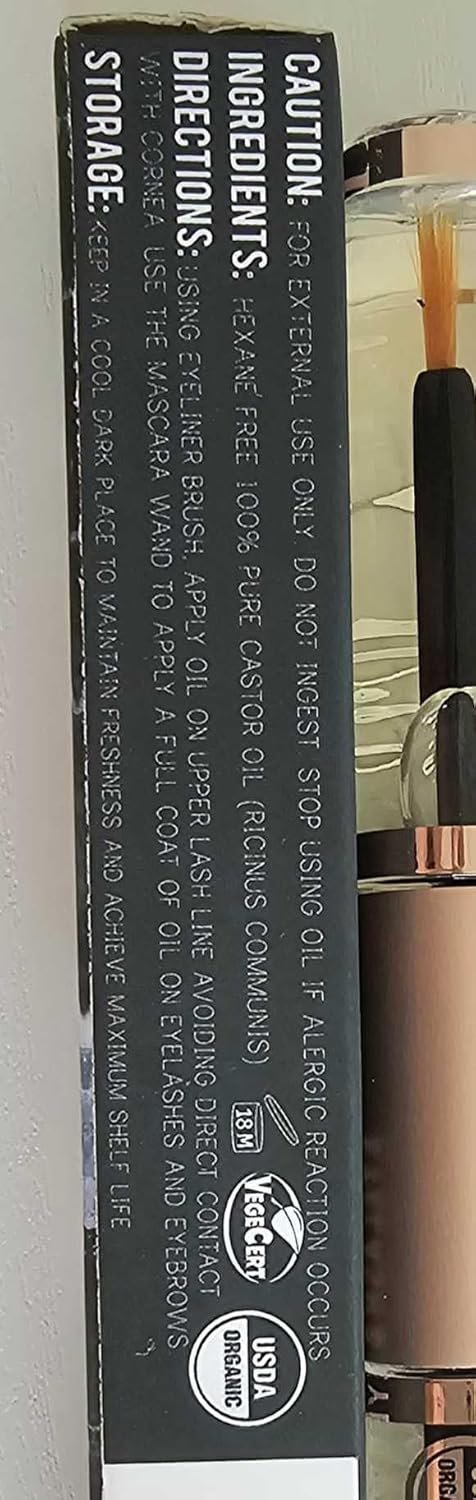 CAUTION: FOR EXTERNAL USE ONLY DO NOT INGEST STOP USING OIL IF ALERGIC REACTION OCCURS
INGREDIENTS: HEXANE FREE 100% PURE CASTOR OIL (RICINUS COMMUNIS)
18M
VEGECERT
USDA
ORGANIC
DIRECTIONS: USING EYELINER BRUSH, APPLY OIL ON UPPER LASH LINE AVOIDING DIRECT CONTACT
WITH CORNEA USE THE MASCARA WAND TO APPLY A FULL COAT OF OIL ON EYELASHES AND EYEBROWS
STORAGE: KEEP IN A COOL DARK PLACE TO MAINTAIN FRESHNESS AND ACHIEVE MAXIMUM SHELF LIFE